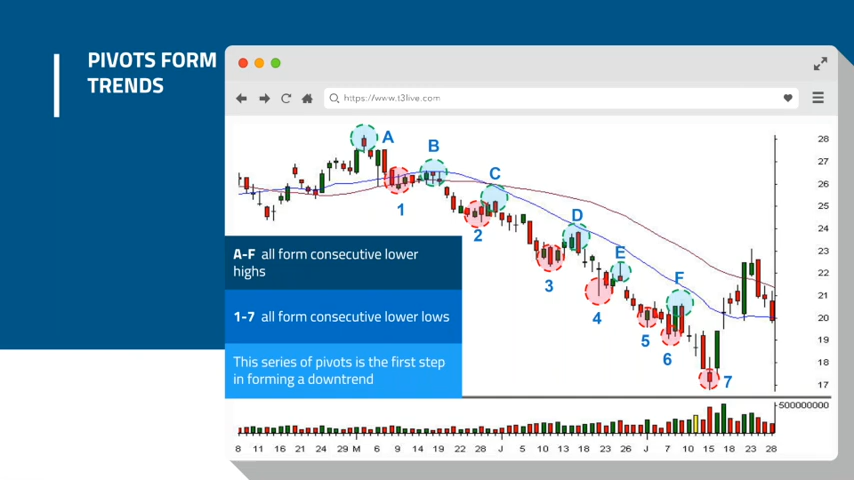 PIVOTS FORM
TRENDS
https://www.t3live.com
A
B
C
D
E
F
1
2
3
4
5
6
7
A-F all form consecutive lower
highs
1-7 all form consecutive lower lows
This series of pivots is the first step
in forming a downtrend
28
27
26
25
24
23
22
21
20
19
18
17
500000000
8 11 16 21 24 29 M 6 9 14 19 22 28 J 5 10 13 18 23 26 J 7 10 15 18 23 28